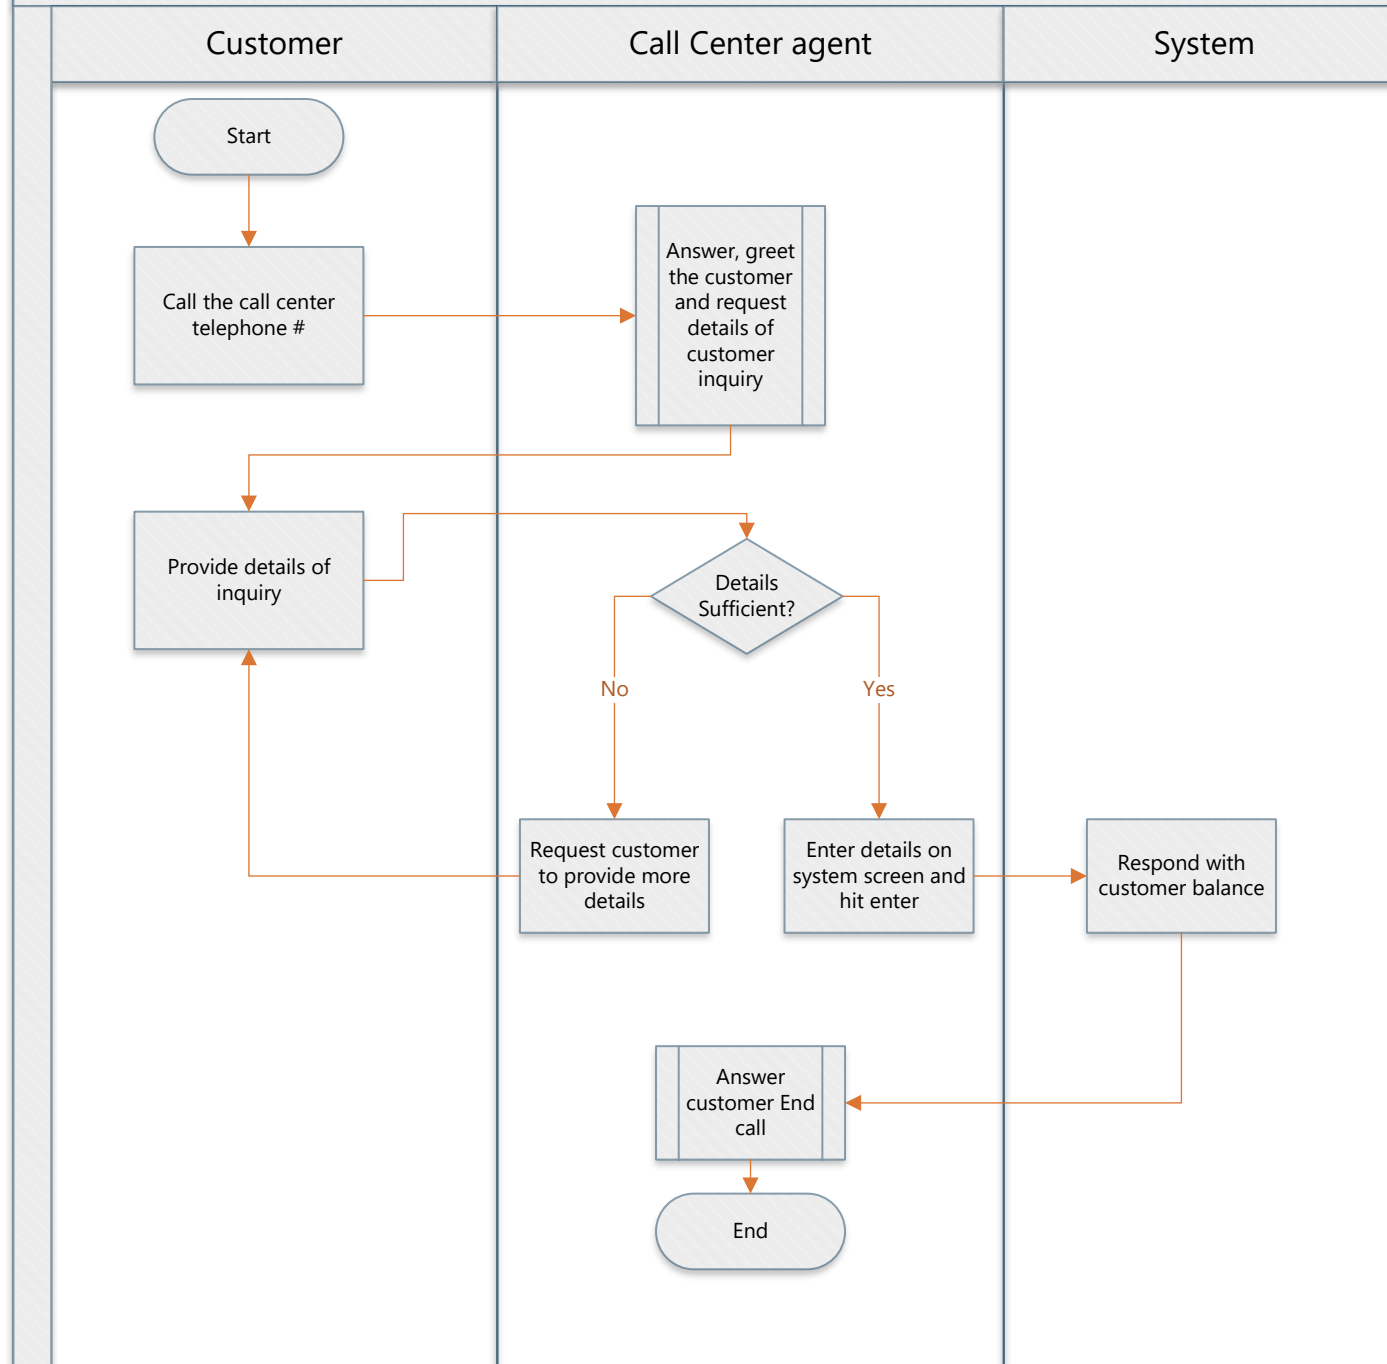 Customer
Call Center agent
System
Start
Call the call center
telephone #
Answer, greet
the customer
and request
details of
customer
inquiry
Provide details of
inquiry
Details
Sufficient?
No
Yes
Request customer
to provide more
details
Enter details on
system screen and
hit enter
Respond with
customer balance
Answer
customer End
call
End